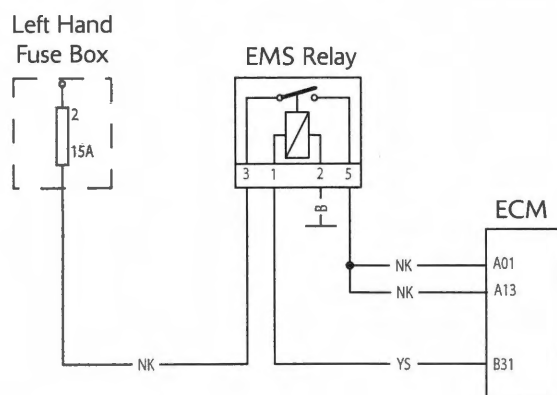 Left Hand
Fuse Box
EMS Relay
2
15A
3 1 2 5
B
ECM
NK A01
NK A13
NK
YS B31